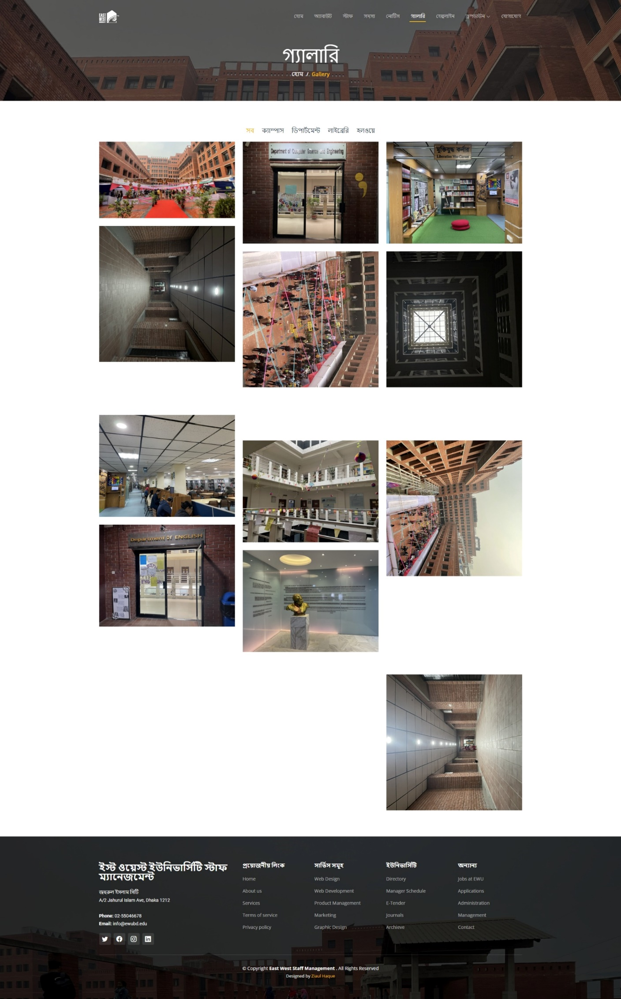 EAST
WEST
UNIVERSITY
হোম অ্যাবাউট স্টাফ সদস্য নোটিস গ্যালারি হেল্পলাইন ড্রপডাউন যোগাযোগ
গ্যালারি
হোম / Gallery
সব ক্যাম্পাস ডিপার্টমেন্ট লাইব্রেরি হলওয়ে
Department of Computer Science and Engineering
মুক্তিযুদ্ধ কর্নার
Liberation War Corner
Department Of ENGLISH
ইস্ট ওয়েস্ট ইউনিভার্সিটি স্টাফ
ম্যানেজমেন্ট
জহুরুল ইসলাম সিটি
A/2 Jahurul Islam Ave, Dhaka 1212
Phone: 02-55046678
Email: info@ewubd.edu
প্রয়োজনীয় লিংক
Home
About us
Services
Terms of service
Privacy policy
সার্ভিস সমূহ
Web Design
Web Development
Product Management
Marketing
Graphic Design
ইউনিভার্সিটি
Directory
Manager Schedule
E-Tender
Journals
Archieve
অন্যান্য
Jobs at EWU
Applications
Administration
Management
Contact
© Copyright East West Staff Management . All Rights Reserved
Designed by Ziaul Haque